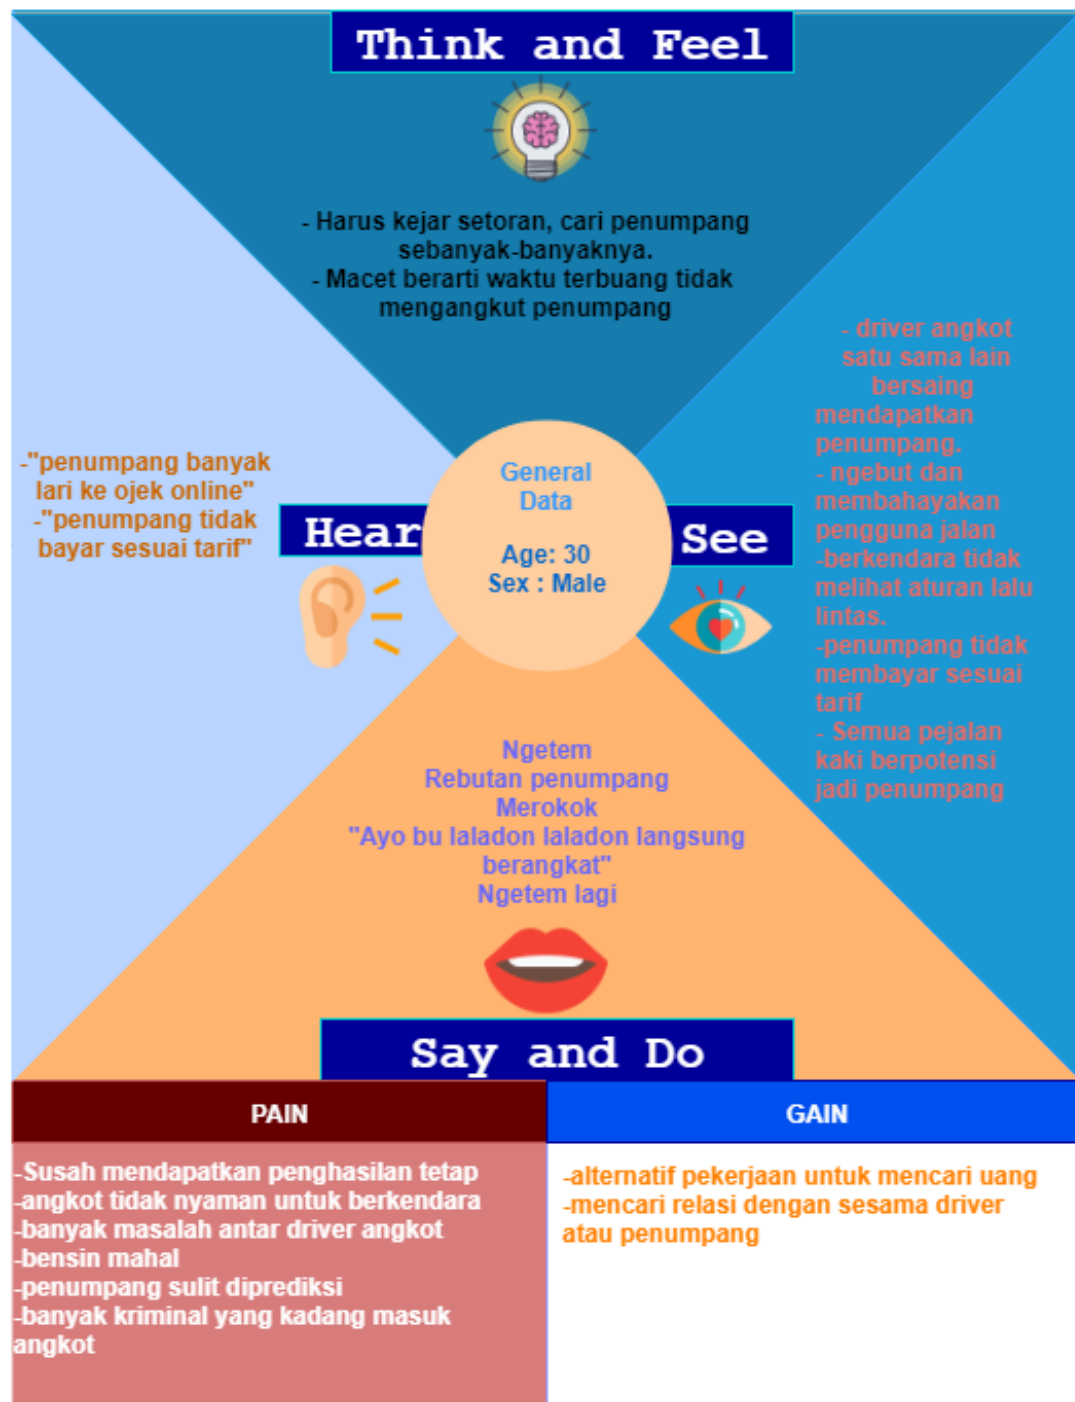 Think and Feel
- Harus kejar setoran, cari penumpang
sebanyak-banyaknya.
- Macet berarti waktu terbuang tidak
mengangkut penumpang
-"penumpang banyak
lari ke ojek online"
-"penumpang tidak
bayar sesuai tarif"
Hear
General
Data
Age: 30
Sex : Male
See
- driver angkot
satu sama lain
bersaing
mendapatkan
penumpang.
- ngebut dan
membahayakan
pengguna jalan
-berkendara tidak
melihat aturan lalu
lintas.
-penumpang tidak
membayar sesuai
tarif
- Semua pejalan
kaki berpotensi
jadi penumpang
Ngetem
Rebutan penumpang
Merokok
"Ayo bu laladon laladon langsung
berangkat"
Ngetem lagi
Say and Do
PAIN
-Susah mendapatkan penghasilan tetap
-angkot tidak nyaman untuk berkendara
-banyak masalah antar driver angkot
-bensin mahal
-penumpang sulit diprediksi
-banyak kriminal yang kadang masuk
angkot
GAIN
-alternatif pekerjaan untuk mencari uang
-mencari relasi dengan sesama driver
atau penumpang